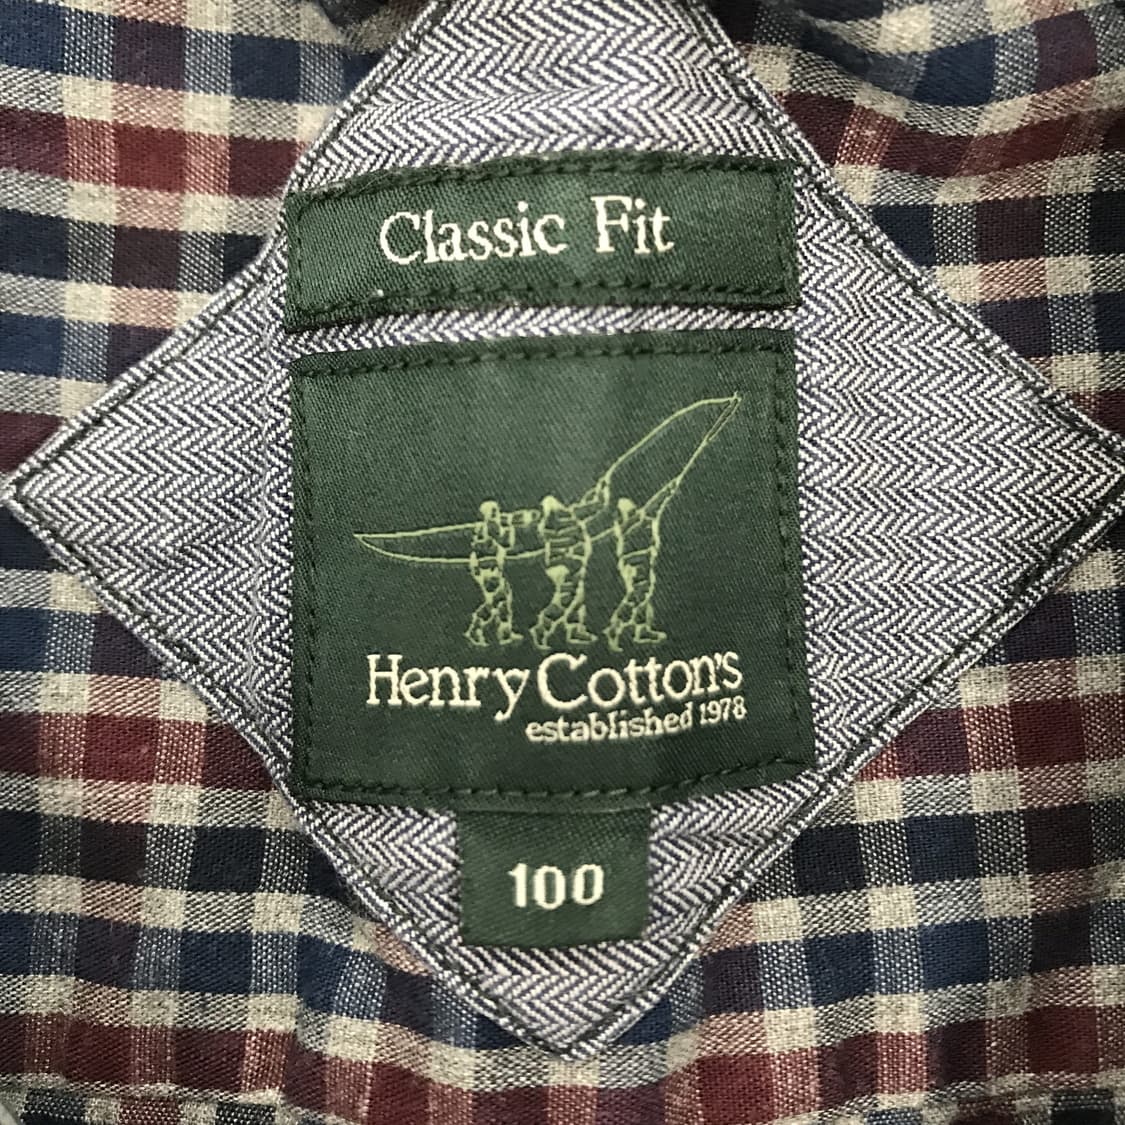 Classic Fit
Henry Cotton's
established 1978
100